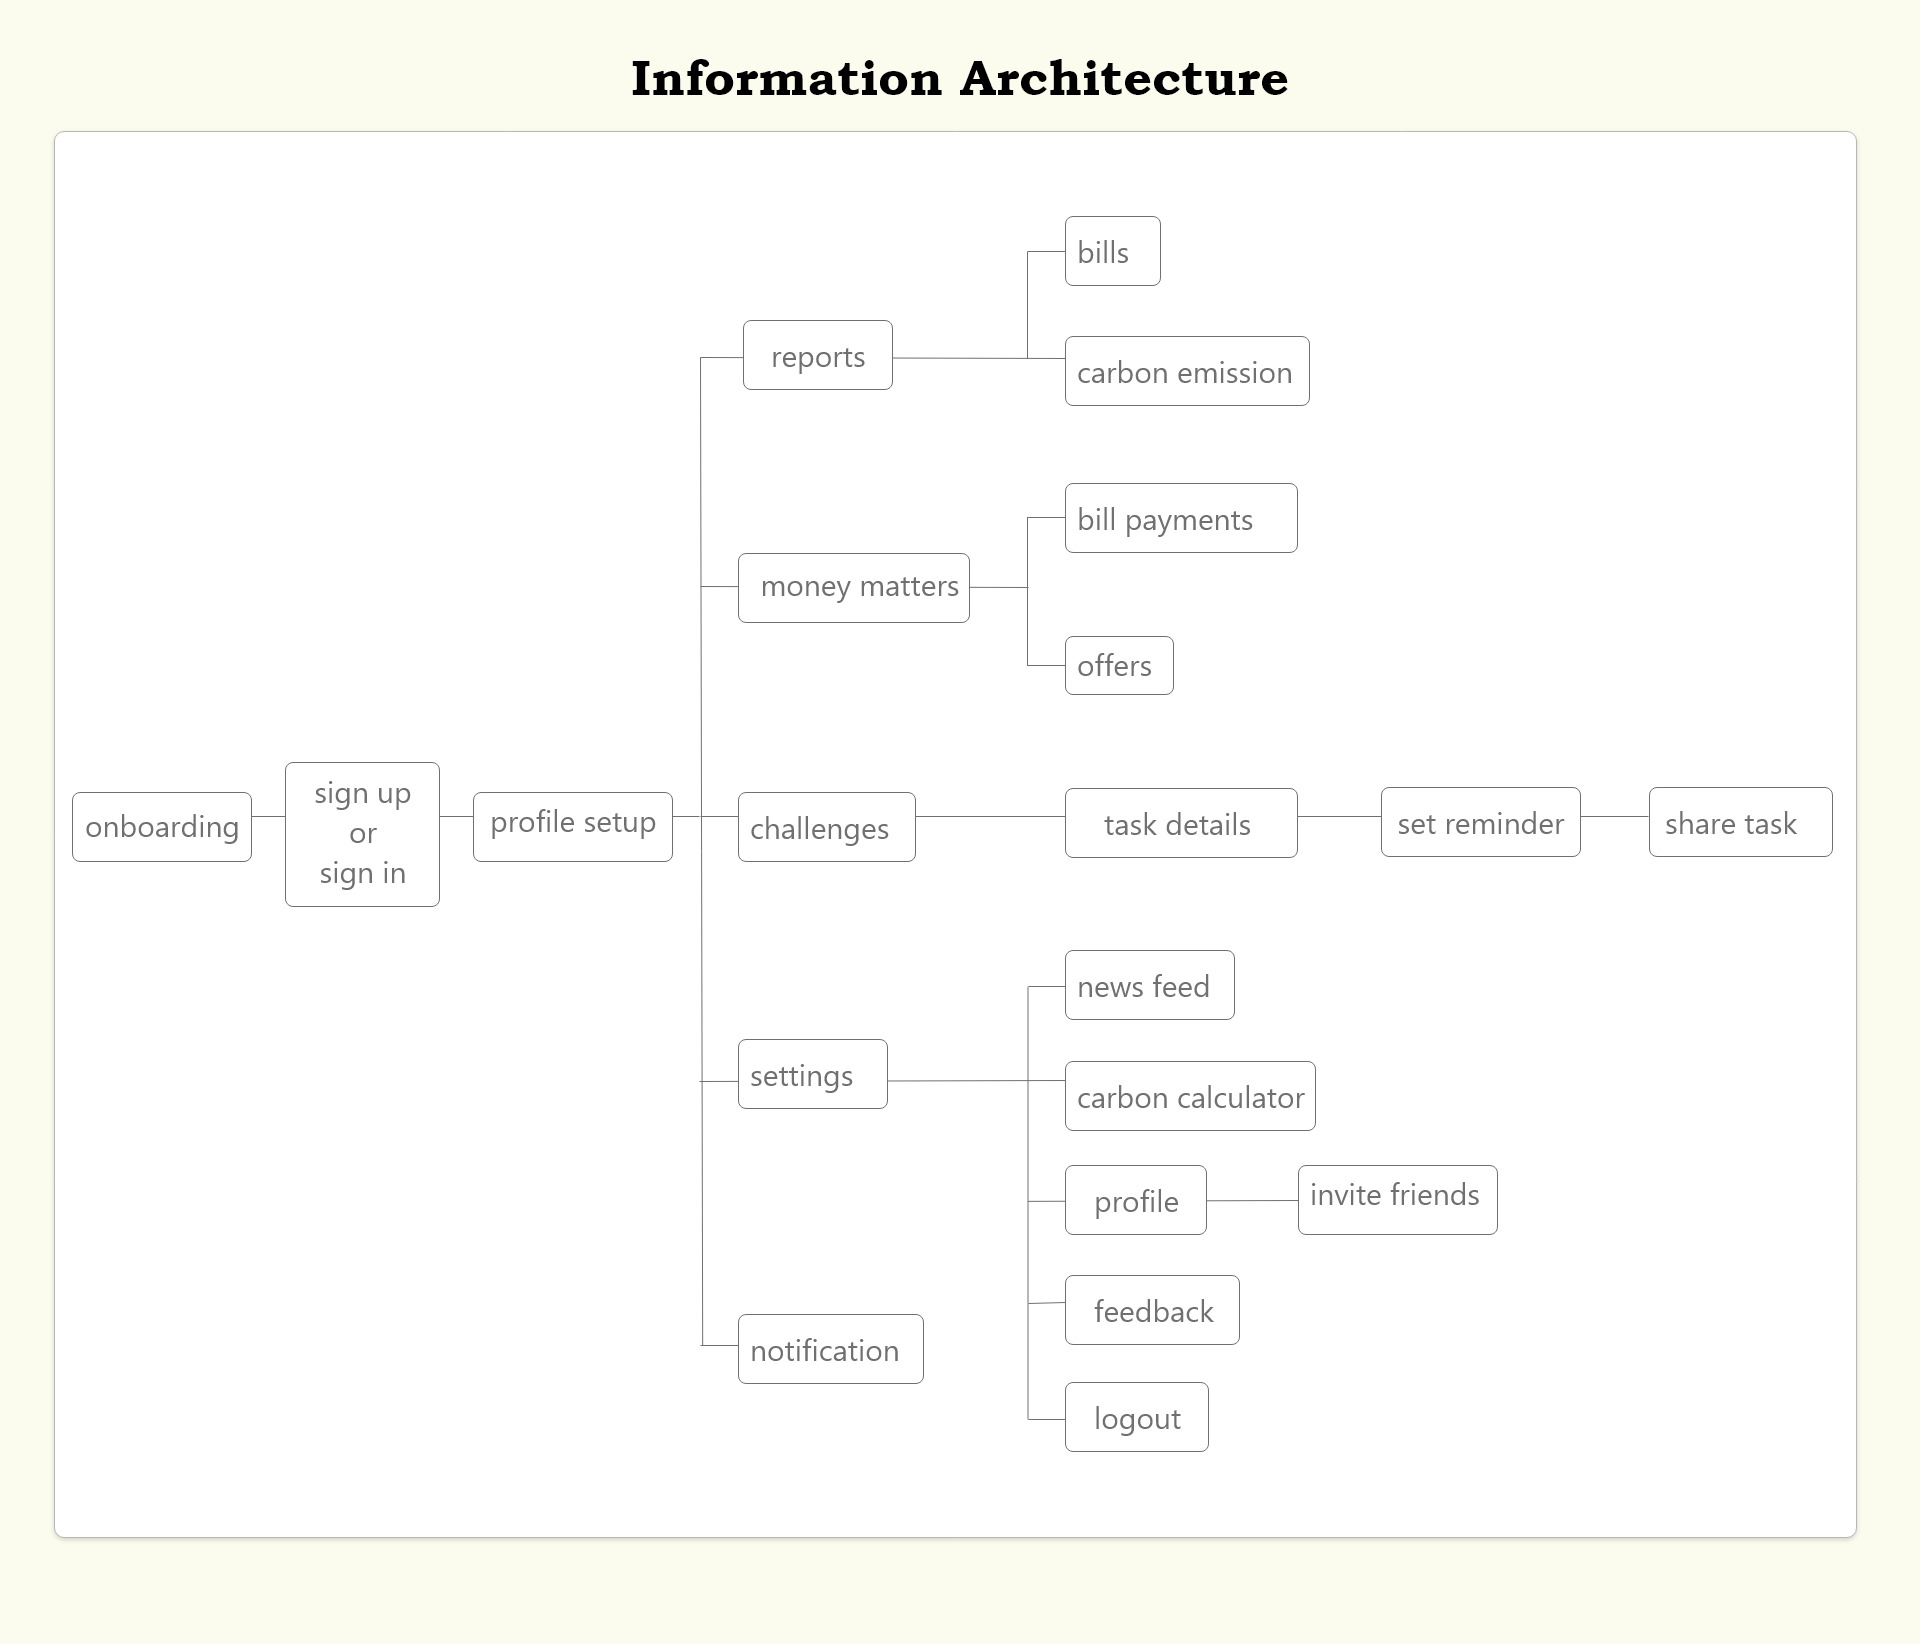 Information Architecture
bills
reports
carbon emission
bill payments
money matters
offers
onboarding
sign up
or
sign in
profile setup
challenges
task details
set reminder
share task
news feed
settings
carbon calculator
profile
invite friends
feedback
notification
logout